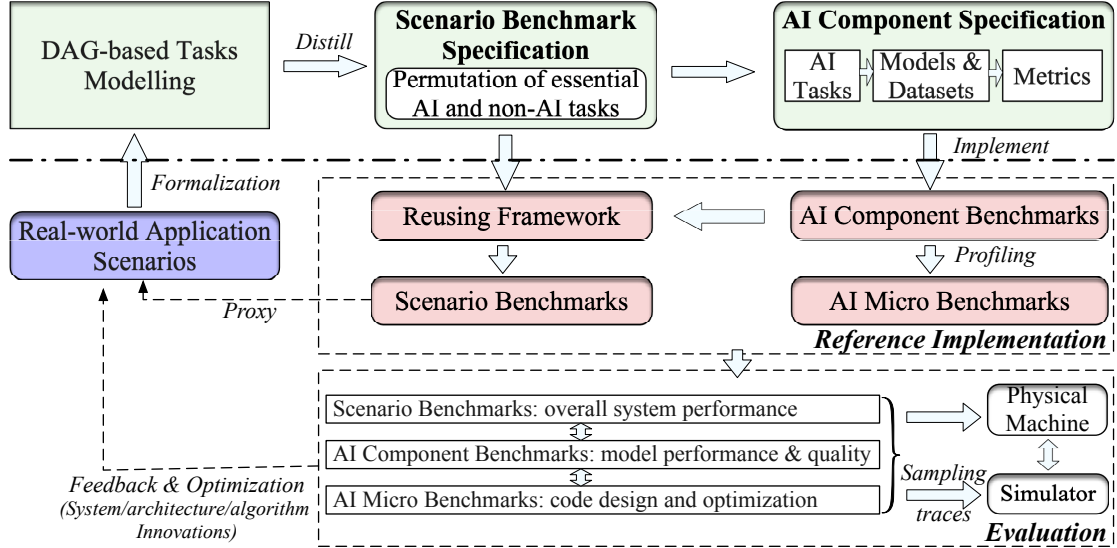 DAG-based Tasks
Modelling
Distill
Scenario Benchmark
Specification
Permutation of essential
AI and non-AI tasks
AI Component Specification
AI
Tasks
Models &
Datasets
Metrics
Implement
Formalization
Real-world Application
Scenarios
Reusing Framework
AI Component Benchmarks
Profiling
Scenario Benchmarks
AI Micro Benchmarks
Proxy
Reference Implementation
Scenario Benchmarks: overall system performance
AI Component Benchmarks: model performance & quality
AI Micro Benchmarks: code design and optimization
Physical
Machine
Sampling
traces
Simulator
Evaluation
Feedback & Optimization
(System/architecture/algorithm
Innovations)